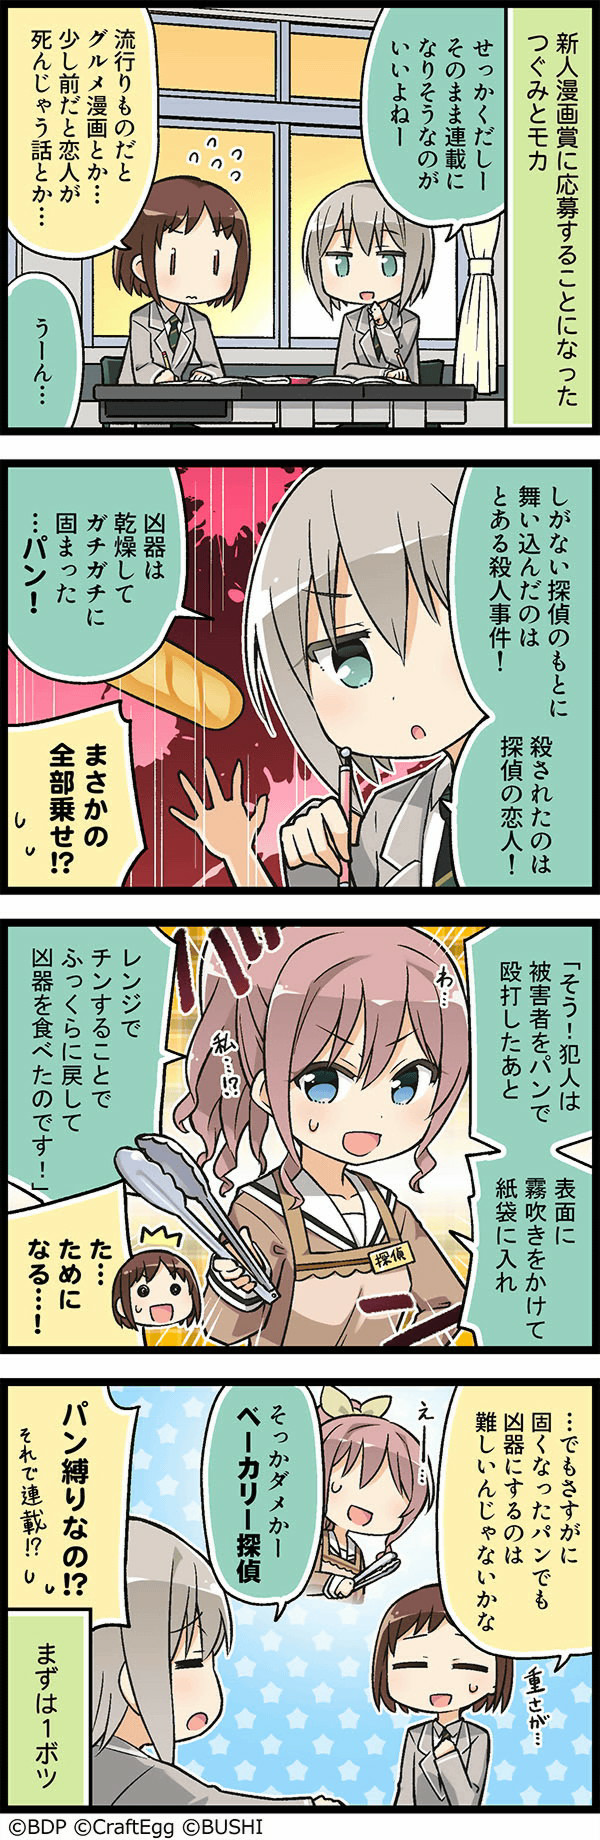 新人漫画賞に応募することになった
つぐみとモカ
せっかくだしー
そのまま連載に
なりそうなのが
いいよねー
流行りものだと
グルメ漫画とか…
少し前だと恋人が
死んじゃう話とか…
うーん…
しがない探偵のもとに
舞い込んだのは
とある殺人事件！
殺されたのは
探偵の恋人！
凶器は
乾燥して
ガチガチに
固まった
…パン！
まさかの
全部乗せ!?
「そう！犯人は
被害者をパンで
殴打したあと
表面に
霧吹きをかけて
紙袋に入れ
わ…
私…!?
レンジで
チンすることで
ふっくらに戻して
凶器を食べたのです！」
探偵
た…
ために
なる…！
…でもさすがに
固くなったパンでも
凶器にするのは
難しいんじゃないかな
重さが…
えー…
そっかダメかー
ベーカリー探偵
パン縛りなの!?
それで連載!?
まずは1ボツ
©BDP ©CraftEgg ©BUSHI